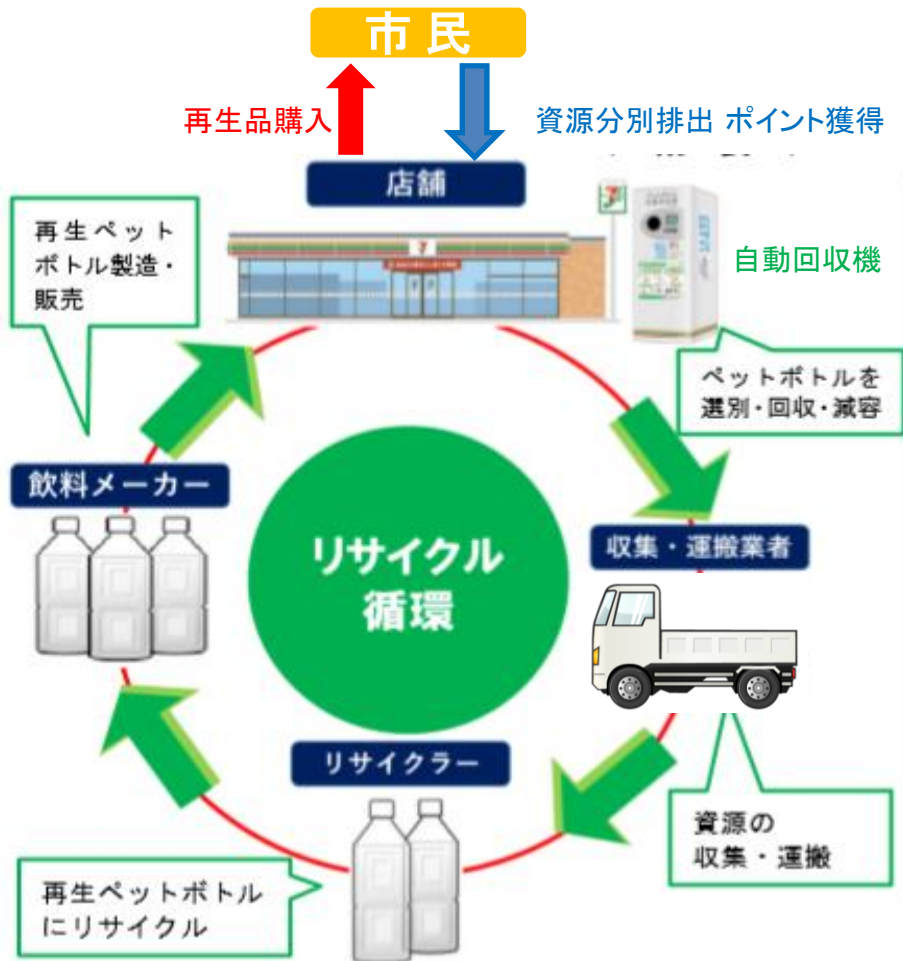 市民
再生品購入
資源分別排出 ポイント獲得
店舗
再生ペット
ボトル製造・
販売
7
自動回収機
ペットボトルを
選別・回収・減容
飲料メーカー
リサイクル
循環
収集・運搬業者
リサイクラー
資源の
収集・運搬
再生ペットボトル
にリサイクル